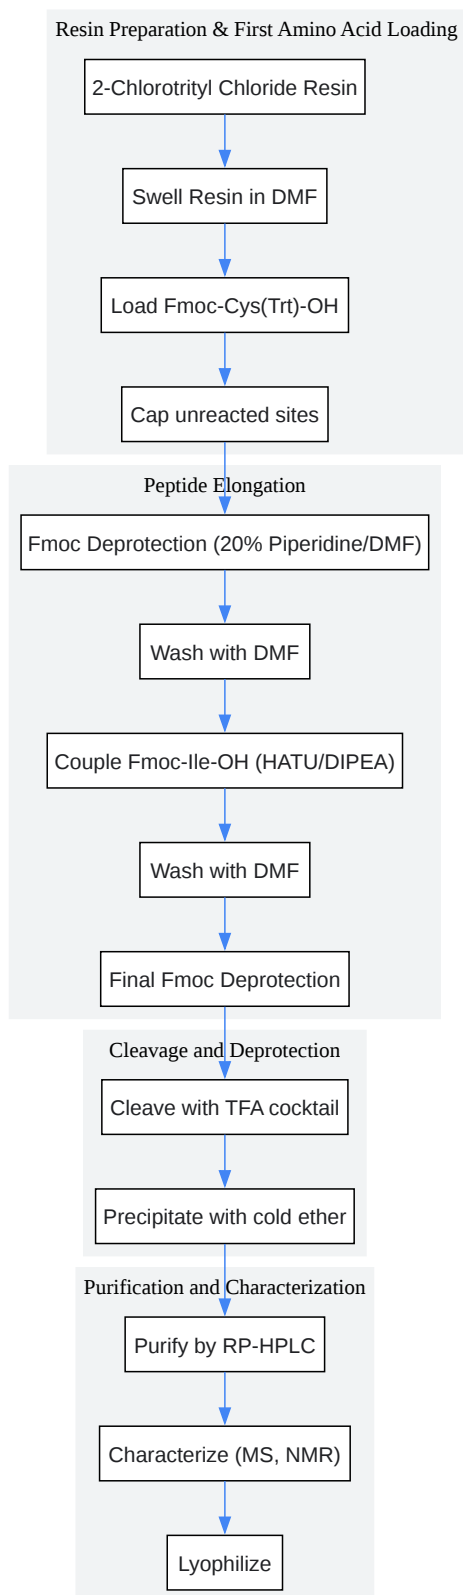 Resin Preparation & First Amino Acid Loading
2-Chlorotrityl Chloride Resin
Swell Resin in DMF
Load Fmoc-Cys(Trt)-OH
Cap unreacted sites
Peptide Elongation
Fmoc Deprotection (20% Piperidine/DMF)
Wash with DMF
Couple Fmoc-Ile-OH (HATU/DIPEA)
Wash with DMF
Final Fmoc Deprotection
Cleavage and Deprotection
Cleave with TFA cocktail
Precipitate with cold ether
Purification and Characterization
Purify by RP-HPLC
Characterize (MS, NMR)
Lyophilize